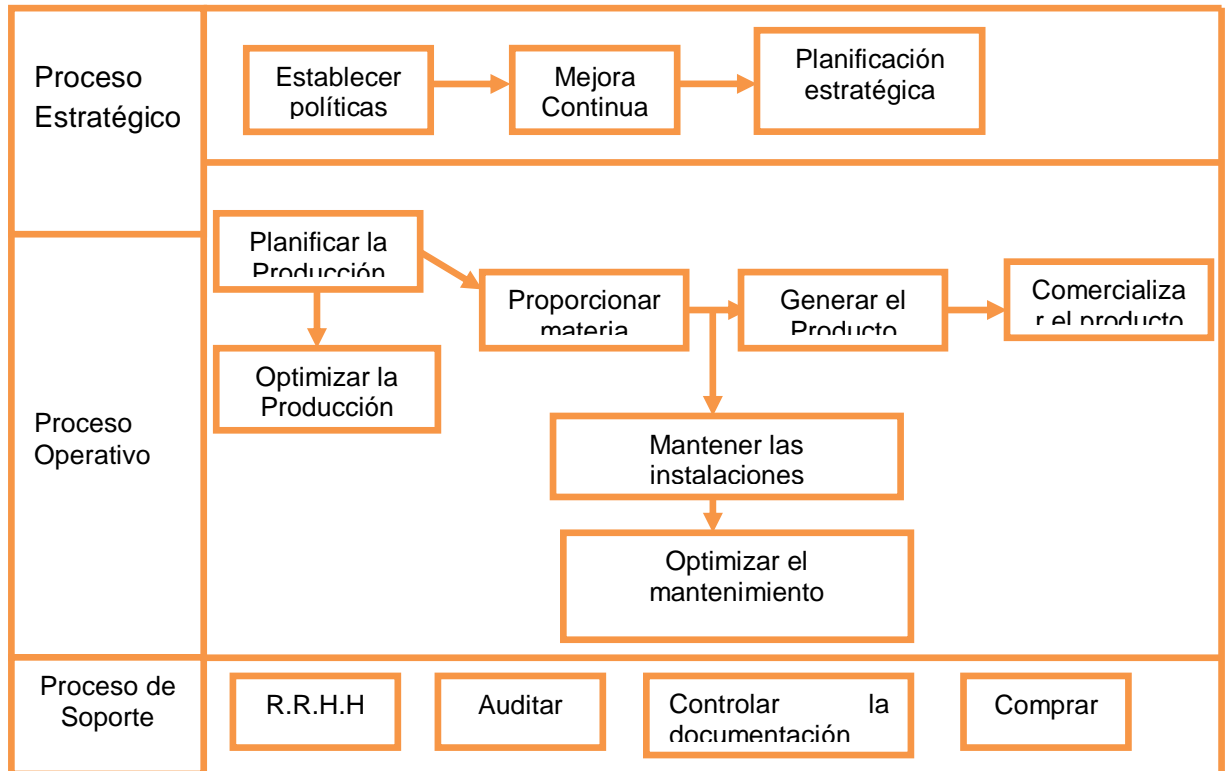 Proceso
Estratégico
Establecer
políticas
Mejora
Continua
Planificación
estratégica
Proceso
Operativo
Planificar la
Producción
Optimizar la
Producción
Proporcionar
materia
Generar el
Producto
Comercializa
r el producto
Mantener las
instalaciones
Optimizar el
mantenimiento
Proceso de
Soporte
R.R.H.H
Auditar
Controlar la
documentación
Comprar